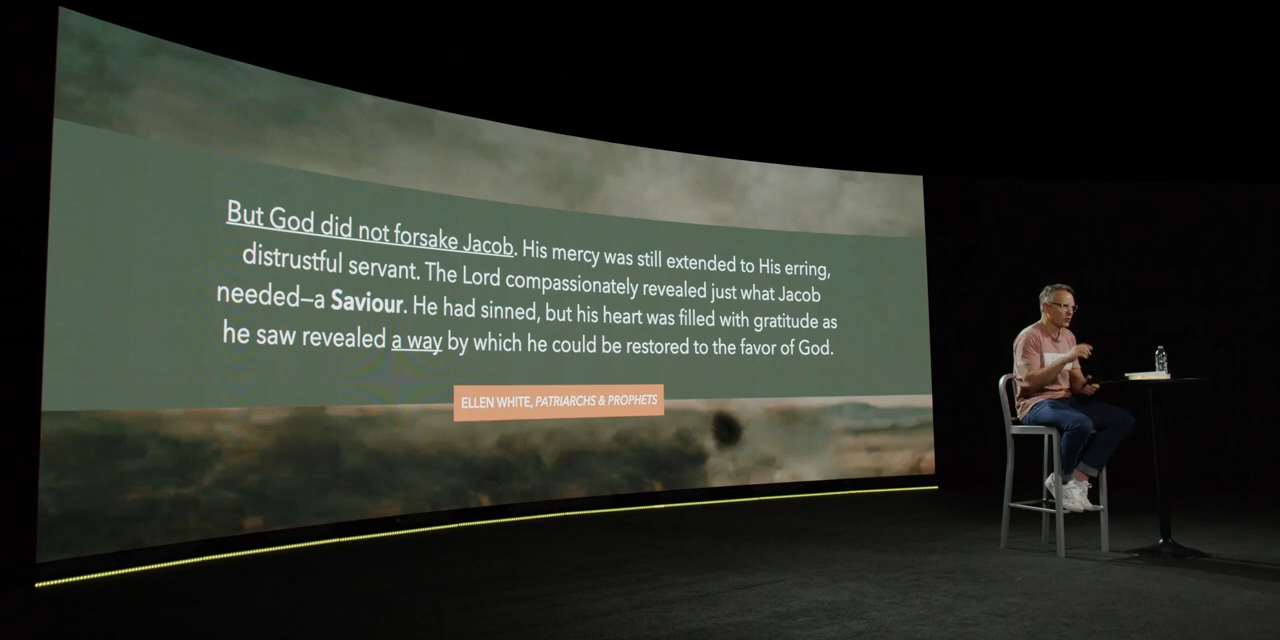 But God did not forsake Jacob. His mercy was still extended to His erring,
distrustful servant. The Lord compassionately revealed just what Jacob
needed—a Saviour. He had sinned, but his heart was filled with gratitude as
he saw revealed a way by which he could be restored to the favor of God.
ELLEN WHITE, PATRIARCHS & PROPHETS